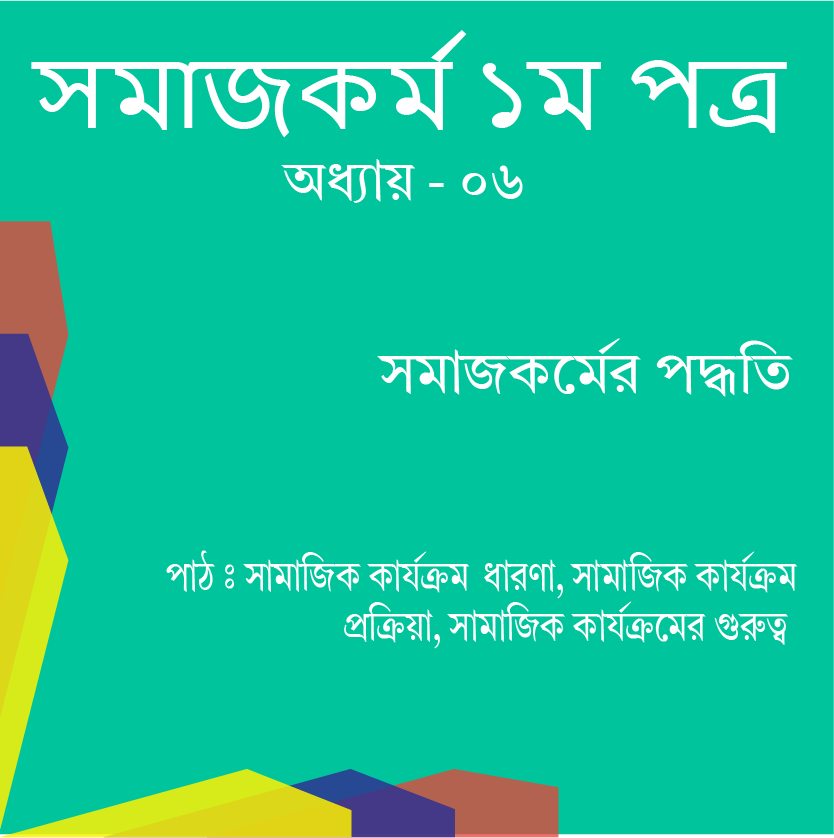 সমাজকর্ম ১ম পত্র
অধ্যায় - ০৬
সমাজকর্মের পদ্ধতি
পাঠ ঃ সামাজিক কার্যক্রম ধারণা, সামাজিক কার্যক্রম
প্রক্রিয়া, সামাজিক কার্যক্রমের গুরুত্ব